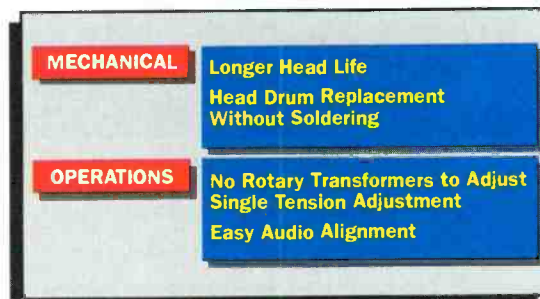 MECHANICAL
Longer Head Life
Head Drum Replacement
Without Soldering
OPERATIONS
No Rotary Transformers to Adjust
Single Tension Adjustment
Easy Audio Alignment